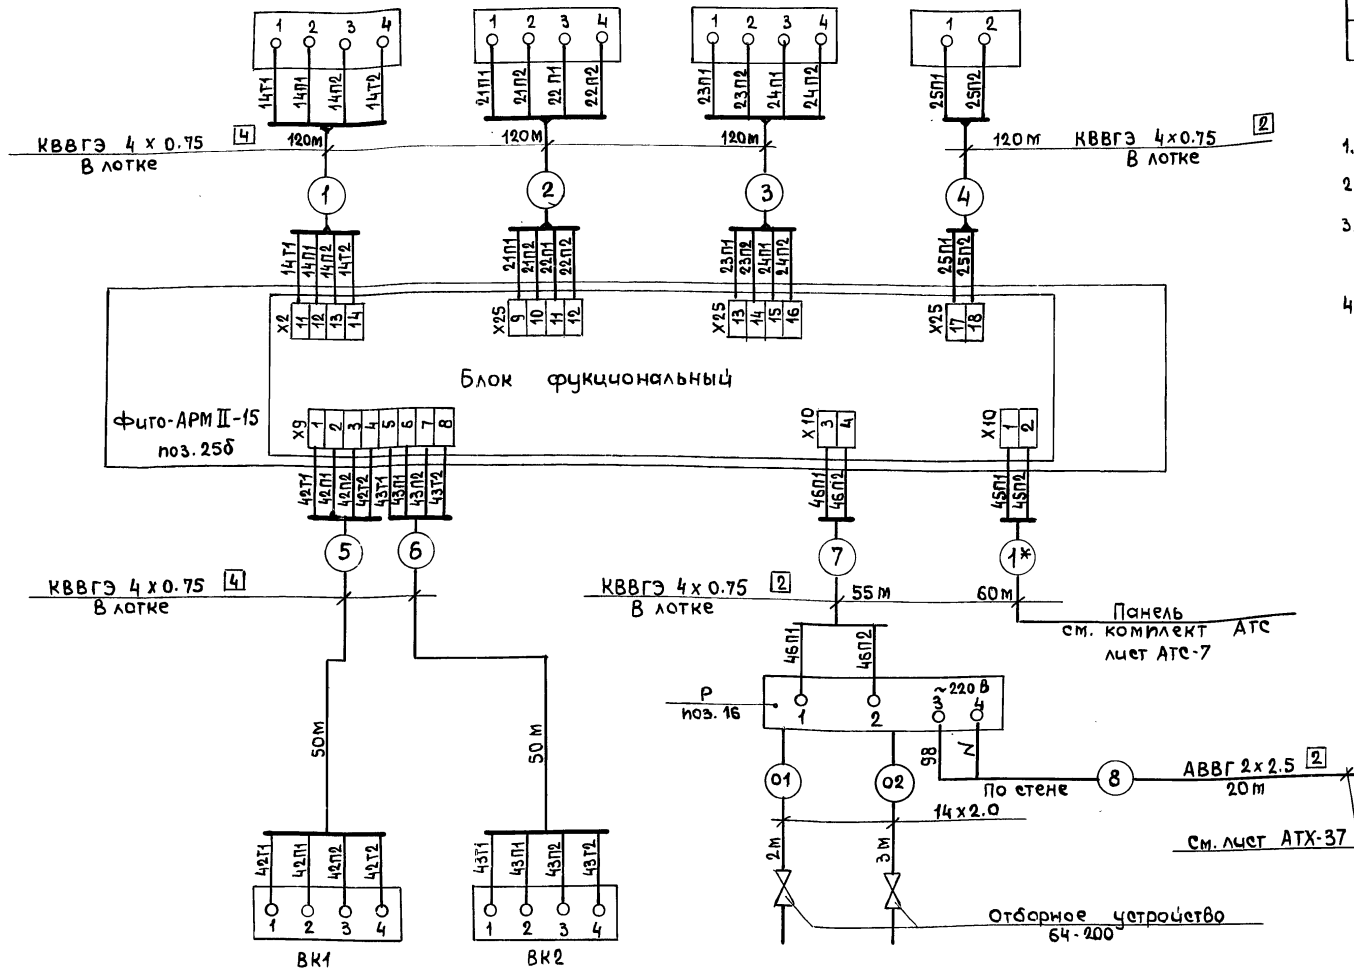 1 2 3 4
1 2 3 4
1 2 3 4
1 2
14Т1 14П1 14П2 14Т2
21П1 21П2 22П1 22П2
23П1 23П2 24П1 24П2
25П1 25П2
КВВГЭ 4 х 0.75 4
В лотке
120м
120м
120м
120м КВВГЭ 4х0.75 2
В лотке
1.
2
3.
4
1
2
3
4
14Т1 14П1 14П2 14Т2
21П1 21П2 22П1 22П2
23П1 23П2 24П1 24П2
25П1 25П2
Х2 11 12 13 14
Х25 9 10 11 12
Х25 13 14 15 16
Х25 17 18
Блок фукциональный
Фито-АРМ II-15
поз. 25б
Х9 1 2 3 4 5 6 7 8
Х10 3 4
Х10 1 2
42Т1 42П1 42П2 42Т2 43Т1 43П1 43П2 43Т2
46П1 46П2
45П1 45П2
5
6
7
1*
КВВГЭ 4 х 0.75 4
В лотке
КВВГЭ 4 х 0.75 2
В лотке
55м
60м
Панель
см. комплект АТС
лист АТС-7
46П1 46П2
Р
поз. 16
~220 В
1 2 3 4
50м
50м
98 N
01
02
По стене
8
АВВГ 2х2.5 2
20м
14х2.0
См. лист АТХ-37
2м
3м
42Т1 42П1 42П2 42Т2
43Т1 43П1 43П2 43Т2
1 2 3 4
1 2 3 4
ВК1
ВК2
Отборное устройство
64-200